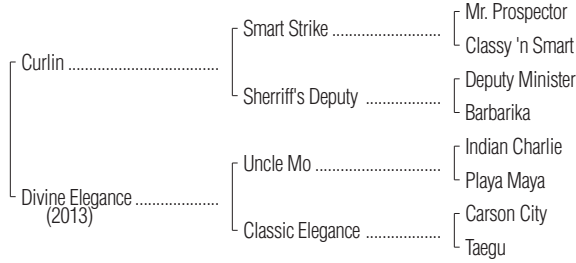 Mr. Prospector
Smart Strike ..................
Classy 'n Smart
Curlin ....................................
Deputy Minister
Sherriff's Deputy ..................
Barbarika
Indian Charlie
Uncle Mo .....................
Playa Maya
Divine Elegance ....................
(2013)
Carson City
Classic Elegance ..................
Taegu